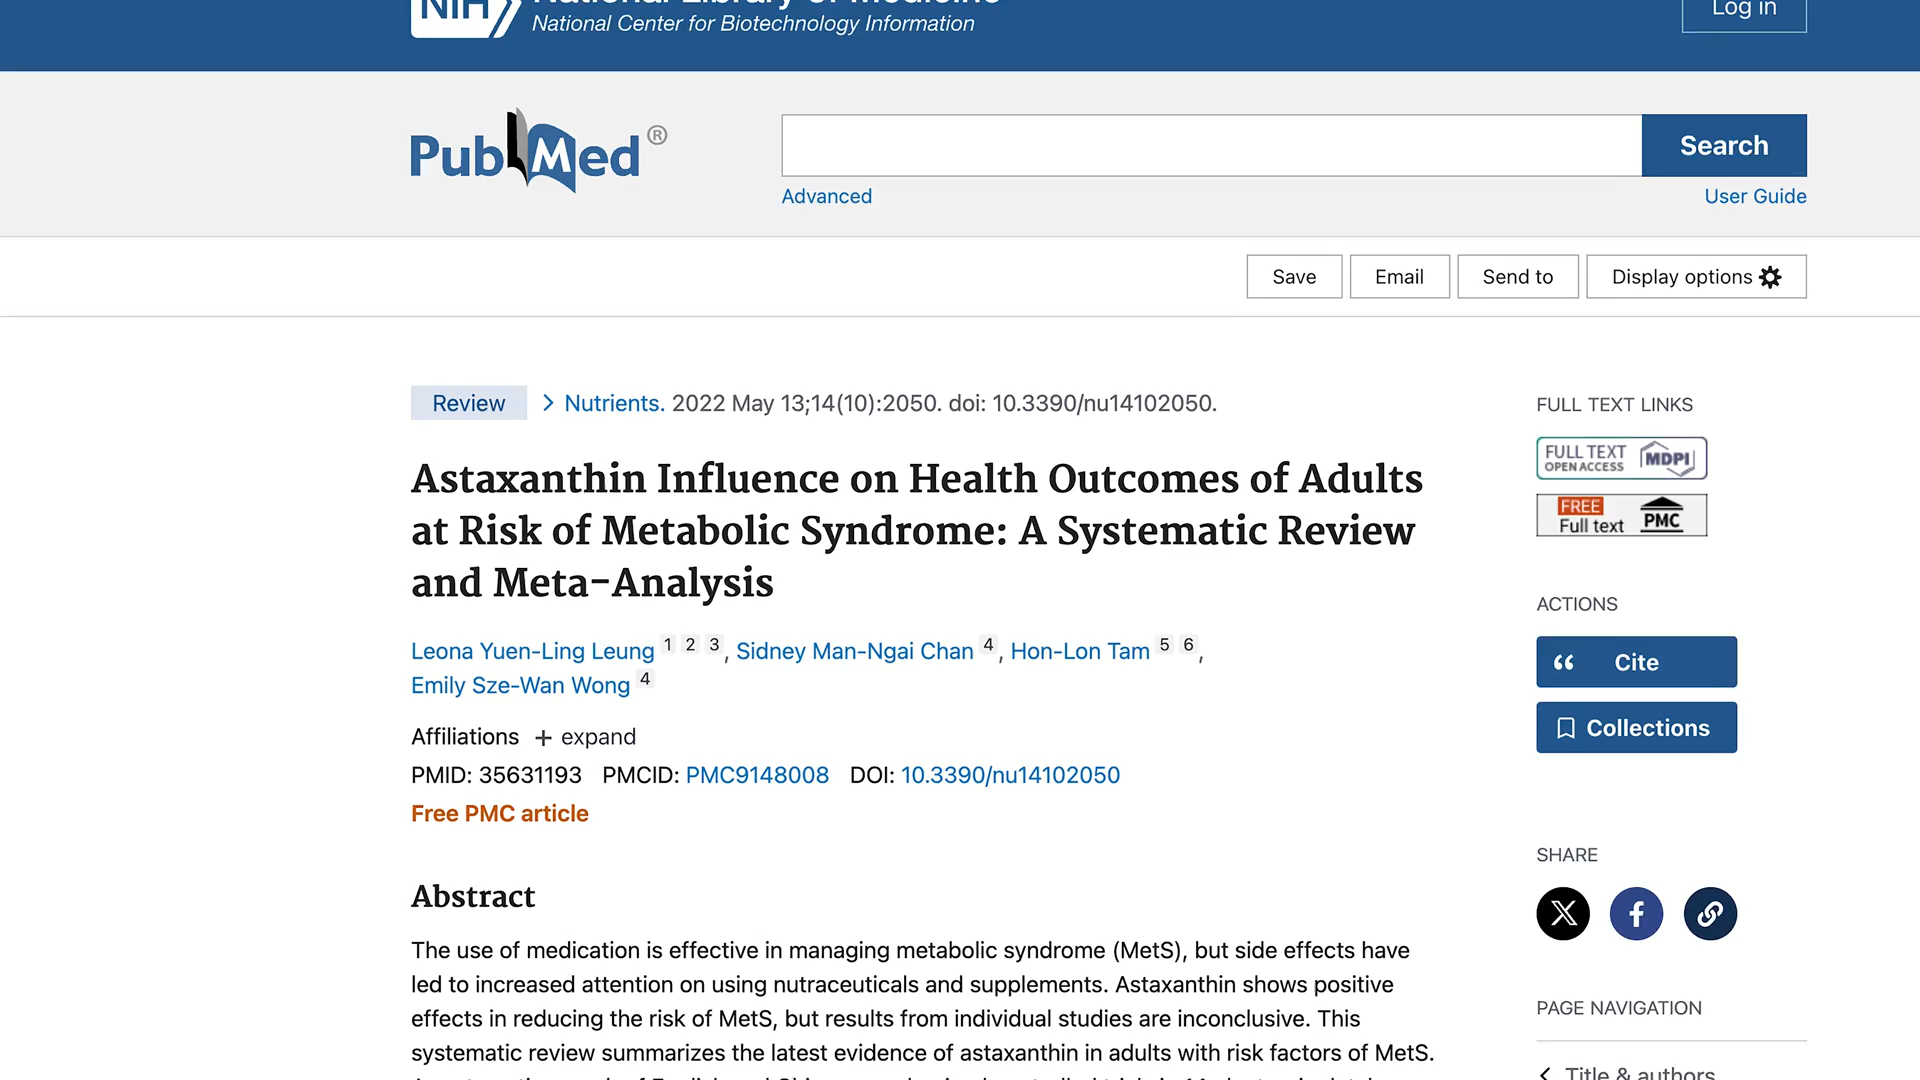 NIH National Library of Medicine
National Center for Biotechnology Information
Log in
PubMed®
Search
Advanced
User Guide
Save
Email
Send to
Display options
Review
Nutrients. 2022 May 13;14(10):2050. doi: 10.3390/nu14102050.
Astaxanthin Influence on Health Outcomes of Adults
at Risk of Metabolic Syndrome: A Systematic Review
and Meta-Analysis
Leona Yuen-Ling Leung 1 2 3, Sidney Man-Ngai Chan 4, Hon-Lon Tam 5 6,
Emily Sze-Wan Wong 4
Affiliations + expand
PMID: 35631193 PMCID: PMC9148008 DOI: 10.3390/nu14102050
Free PMC article
Abstract
The use of medication is effective in managing metabolic syndrome (MetS), but side effects have
led to increased attention on using nutraceuticals and supplements. Astaxanthin shows positive
effects in reducing the risk of MetS, but results from individual studies are inconclusive. This
systematic review summarizes the latest evidence of astaxanthin in adults with risk factors of MetS.
FULL TEXT LINKS
FULL TEXT
OPEN ACCESS
MDPI
FREE
Full text
PMC
ACTIONS
Cite
Collections
SHARE
PAGE NAVIGATION
Title & authors